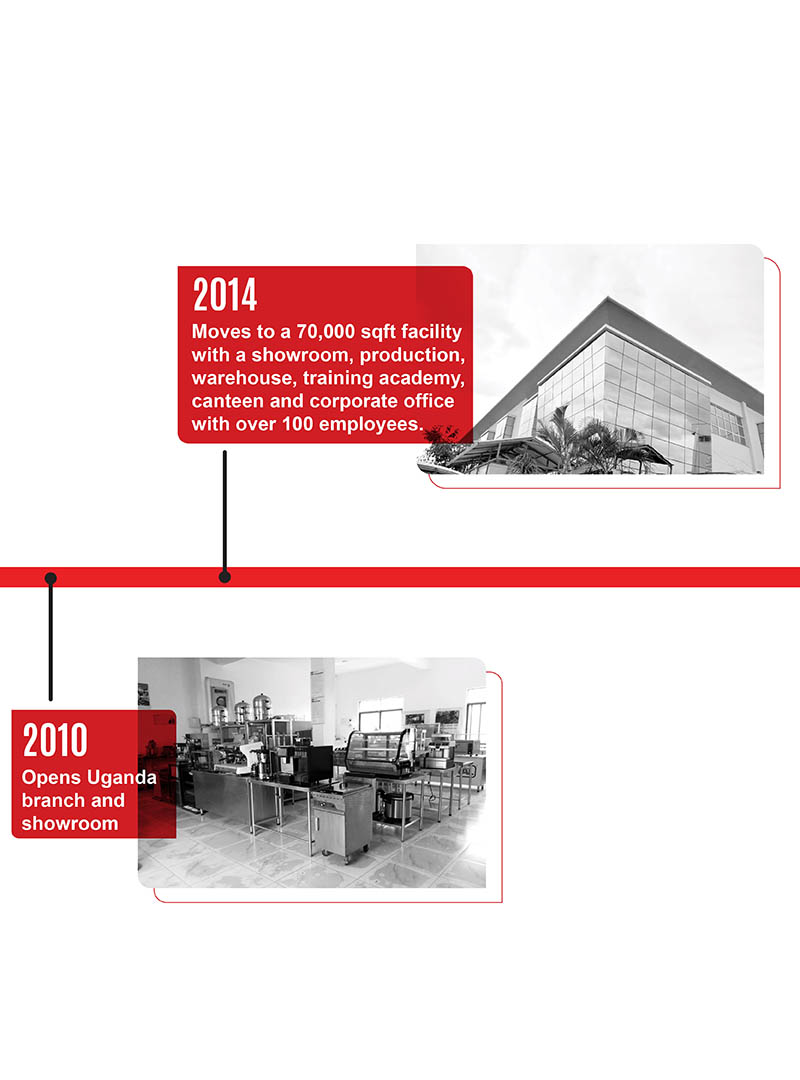 2014
Moves to a 70,000 sqft facility
with a showroom, production,
warehouse, training academy,
canteen and corporate office
with over 100 employees.
2010
Opens Uganda
branch and
showroom